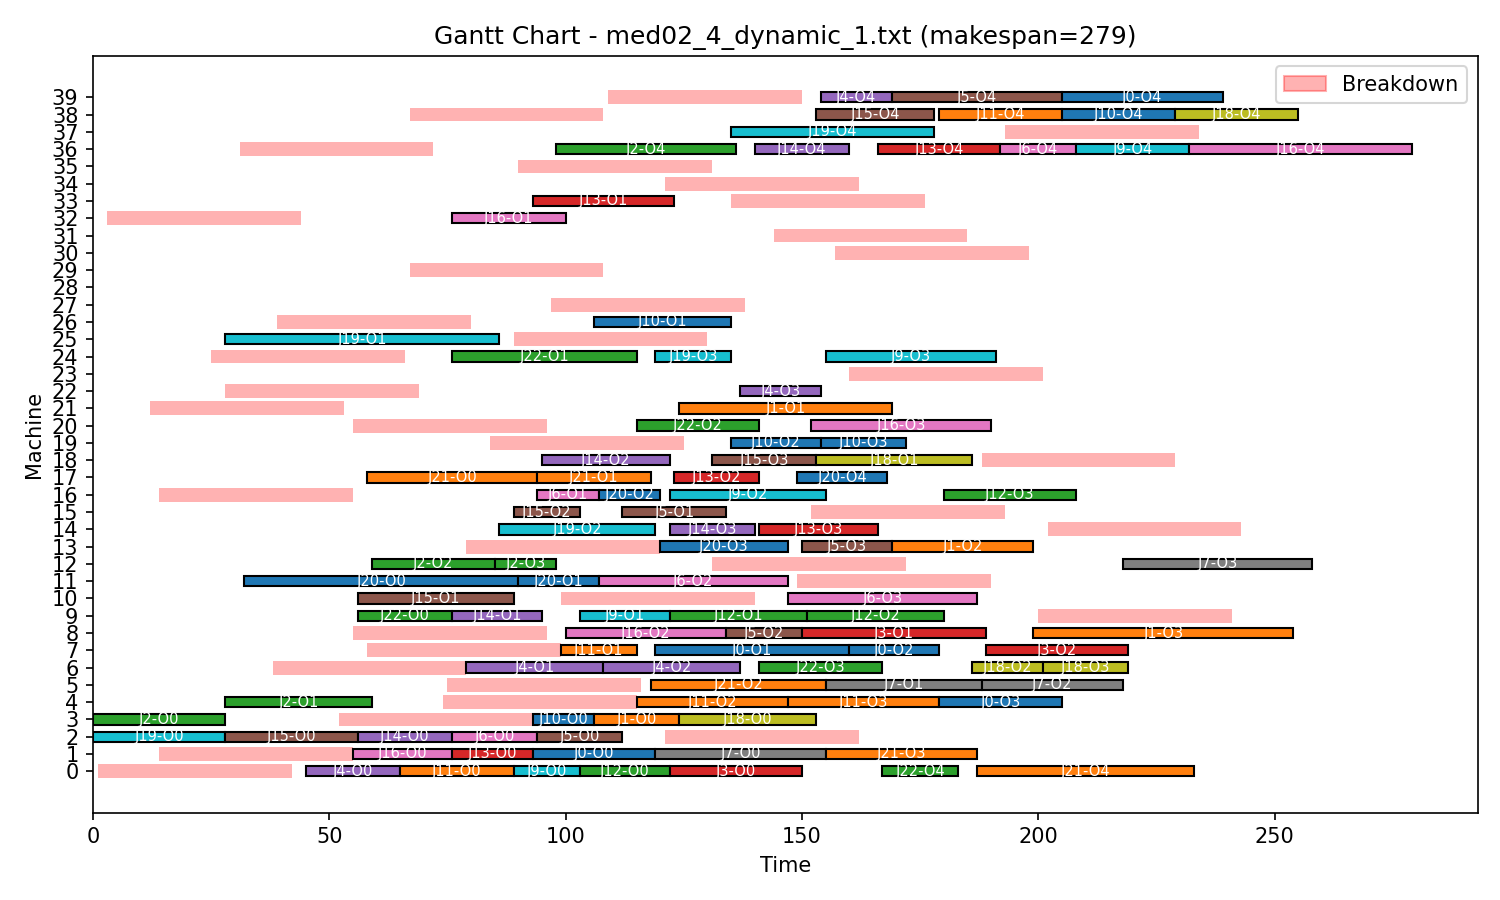 Gantt Chart - med02_4_dynamic_1.txt (makespan=279)
Breakdown
39 J4-O4 J5-O4 J0-O4
38 J15-O4 J11-O4 J10-O4 J18-O4
37 J19-O4
36 J2-O4 J14-O4 J13-O4 J6-O4 J9-O4 J16-O4
35
34
33 J13-O1
32 J16-O1
31
30
29
28
27
26 J10-O1
25 J19-O1
24 J22-O1 J19-O3 J9-O3
23
22 J4-O3
21 J1-O1
20 J22-O2 J16-O3
19 J10-O2 J10-O3
18 J14-O2 J15-O3 J18-O1
17 J21-O0 J21-O1 J13-O2 J20-O4
16 J6-O1 J20-O2 J9-O2 J12-O3
15 J15-O2 J5-O1
14 J19-O2 J14-O3 J13-O3
13 J20-O3 J5-O3 J1-O2
12 J2-O2 J2-O3 J7-O3
11 J20-O0 J20-O1 J6-O2
10 J15-O1 J6-O3
9 J22-O0 J14-O1 J9-O1 J12-O1 J12-O2
8 J16-O2 J5-O2 J3-O1 J1-O3
7 J11-O1 J0-O1 J0-O2 J3-O2
6 J4-O1 J4-O2 J22-O3 J18-O2 J18-O3
5 J21-O2 J7-O1 J7-O2
4 J2-O1 J11-O2 J11-O3 J0-O3
3 J2-O0 J10-O0 J1-O0 J18-O0
2 J19-O0 J15-O0 J14-O0 J6-O0 J5-O0
1 J16-O0 J13-O0 J0-O0 J7-O0 J21-O3
0 J4-O0 J11-O0 J9-O0 J12-O0 J3-O0 J22-O4 J21-O4
Machine
0 50 100 150 200 250
Time